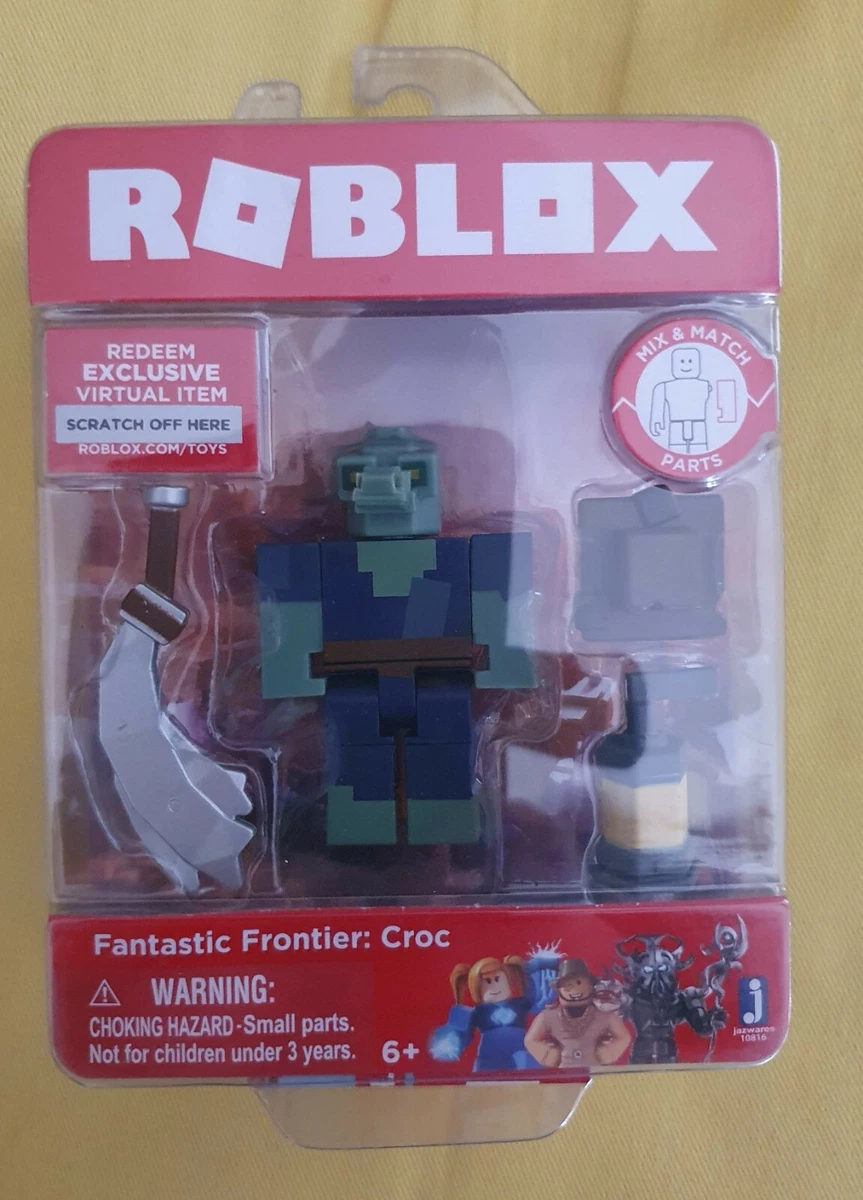 ROBLOX
REDEEM
EXCLUSIVE
VIRTUAL ITEM
SCRATCH OFF HERE
ROBLOX.COM/TOYS
MIX & MATCH
PARTS
Fantastic Frontier: Croc
WARNING:
CHOKING HAZARD-Small parts.
Not for children under 3 years.
6+
j
jazwares
10816